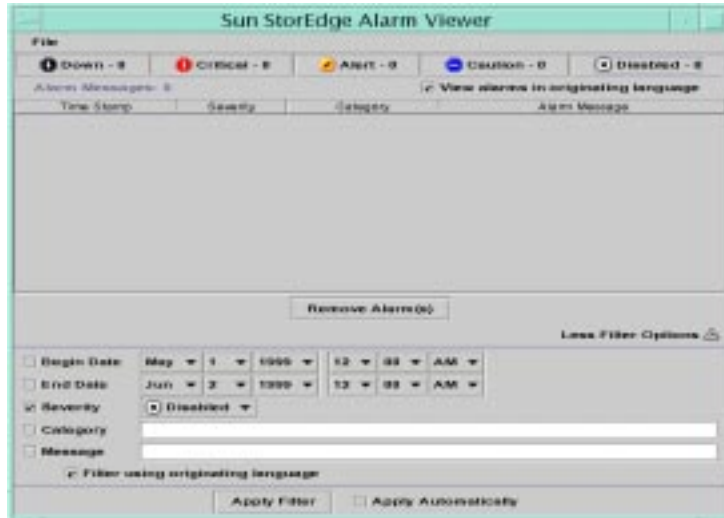 Sun StorEdge Alarm Viewer
File
Down - 0 Critical - 0 Alert - 0 Caution - 0 Disabled - 0
Alarm Messages: 0 View alarms in originating language
Time Stamp Severity Category Alarm Message
Remove Alarm(s)
Less Filter Options
Begin Date May 1 1999 12 00 AM
End Date Jun 2 1999 12 00 AM
Severity Disabled
Category
Message
Filter using originating language
Apply Filter Apply Automatically